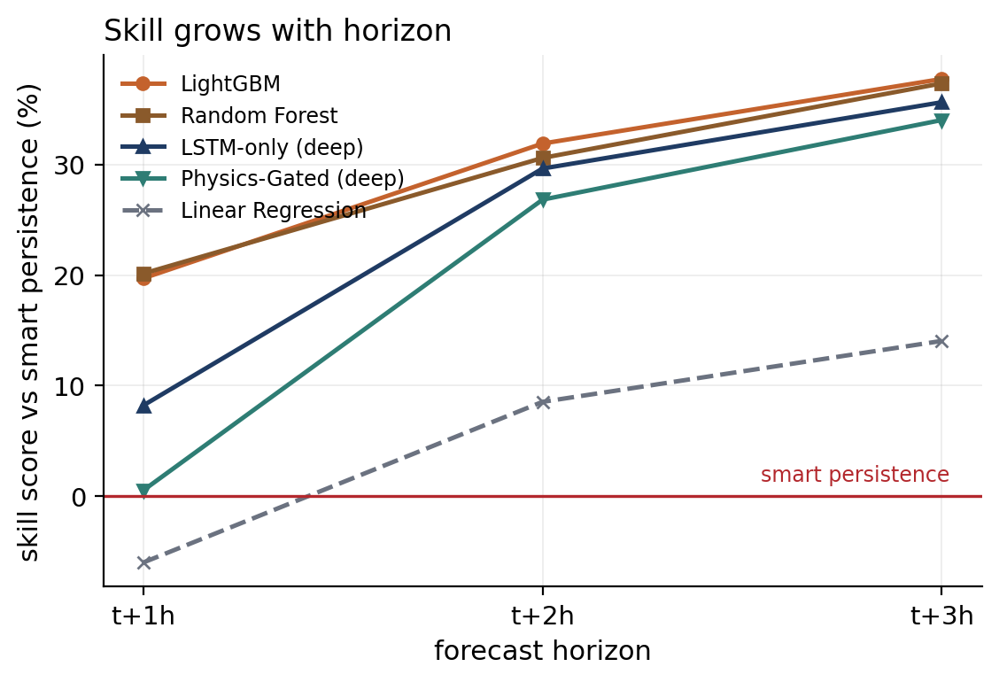 Skill grows with horizon
LightGBM
Random Forest
LSTM-only (deep)
Physics-Gated (deep)
Linear Regression
skill score vs smart persistence (%)
30
20
10
0
smart persistence
t+1h
t+2h
t+3h
forecast horizon